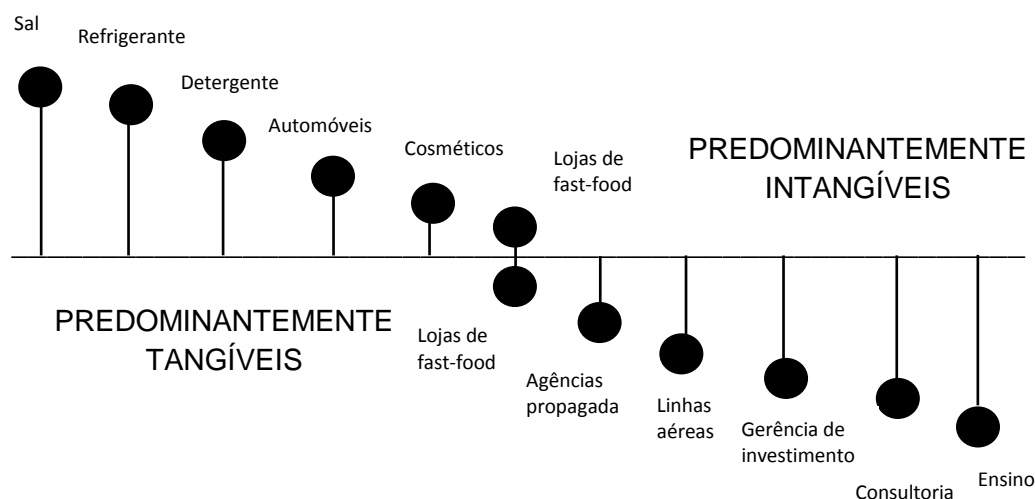 Sal
Refrigerante
Detergente
Automóveis
Cosméticos
Lojas de
fast-food
PREDOMINANTEMENTE
INTANGÍVEIS
PREDOMINANTEMENTE
TANGÍVEIS
Lojas de
fast-food
Agências
propagada
Linhas
aéreas
Gerência de
investimento
Consultoria
Ensino